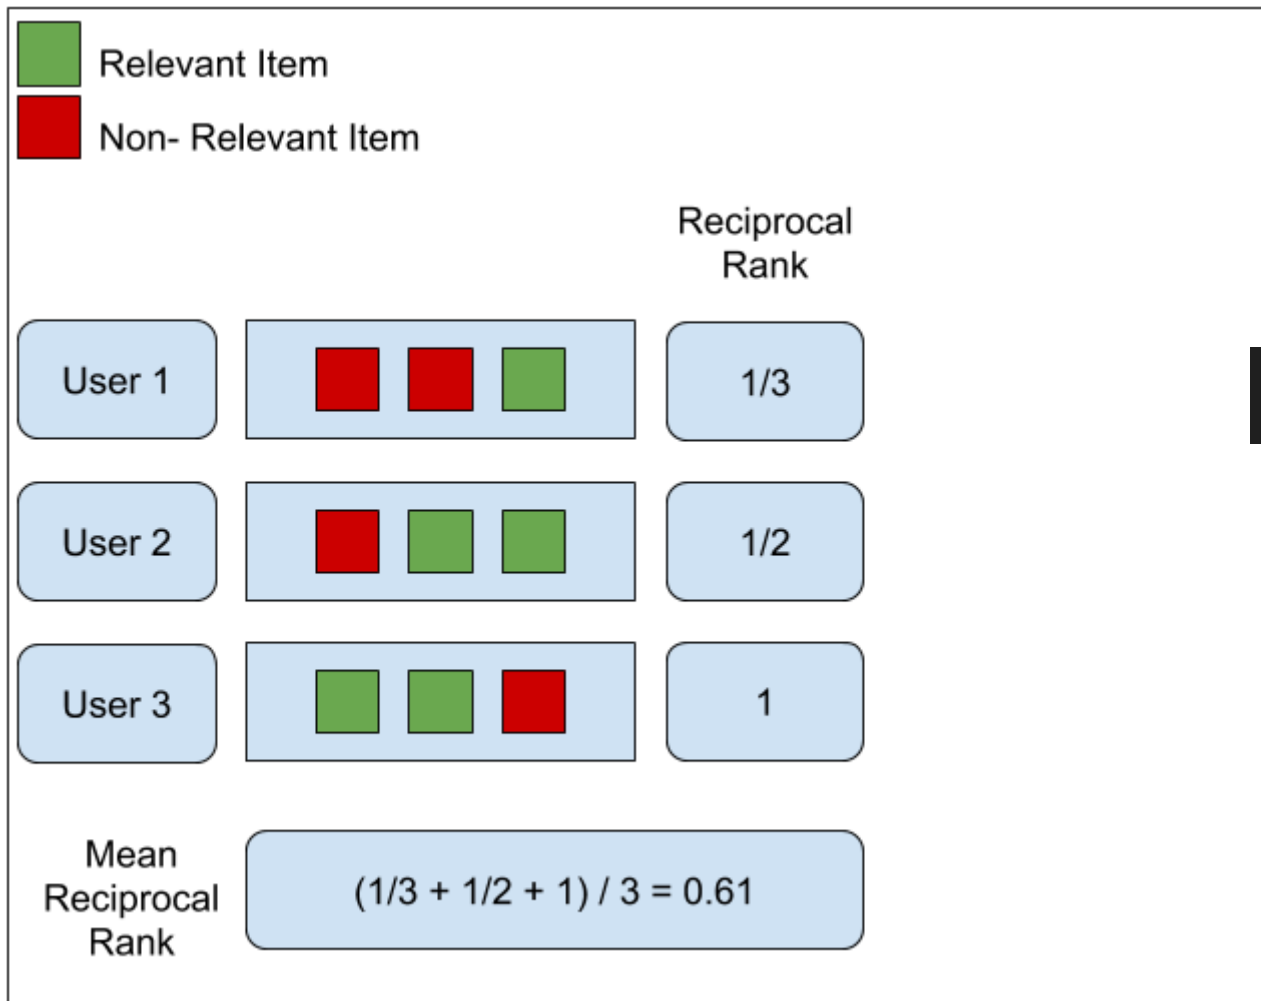 Relevant Item
Non- Relevant Item
Reciprocal
Rank
User 1
1/3
User 2
1/2
User 3
1
Mean
Reciprocal
Rank
(1/3 + 1/2 + 1) / 3 = 0.61